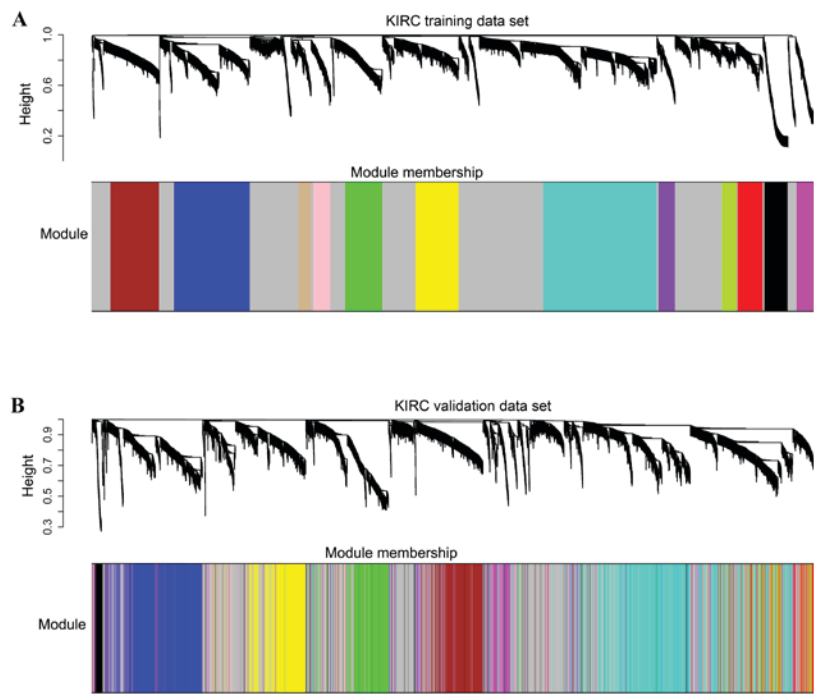 A
KIRC training data set
Height
1.0
0.6
0.2
Module membership
Module
B
KIRC validation data set
Height
0.9
0.7
0.5
0.3
Module membership
Module